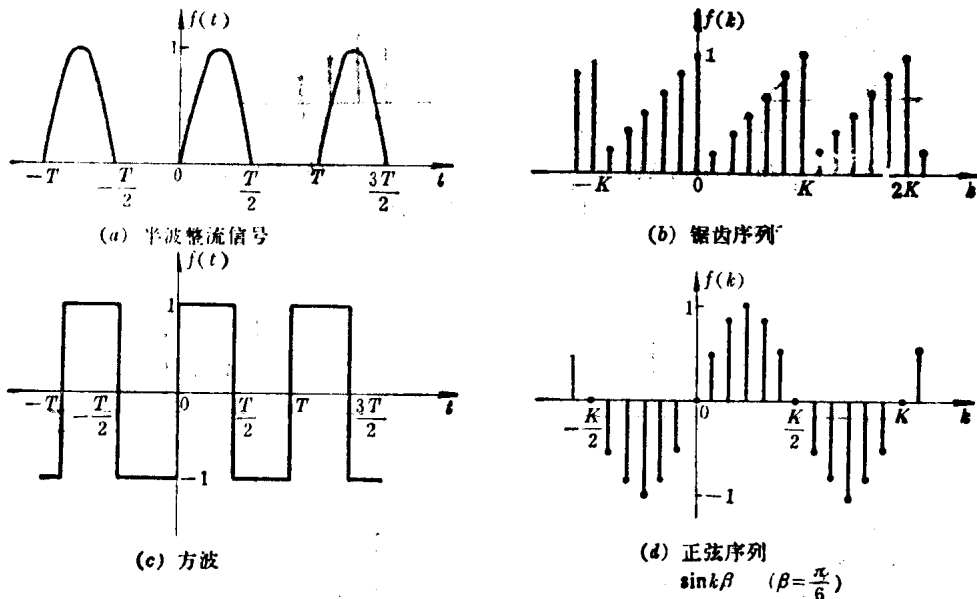 f(t)
1
-T
-T/2
0
T/2
T
3T/2
t
(a) 半波整流信号
f(k)
1
-K
0
K
2K
k
(b) 锯齿序列
f(t)
1
-T
-T/2
0
T/2
T
3T/2
t
-1
(c) 方波
f(k)
1
-K/2
0
K/2
K
k
-1
(d) 正弦序列
sinkβ (β=π/6)